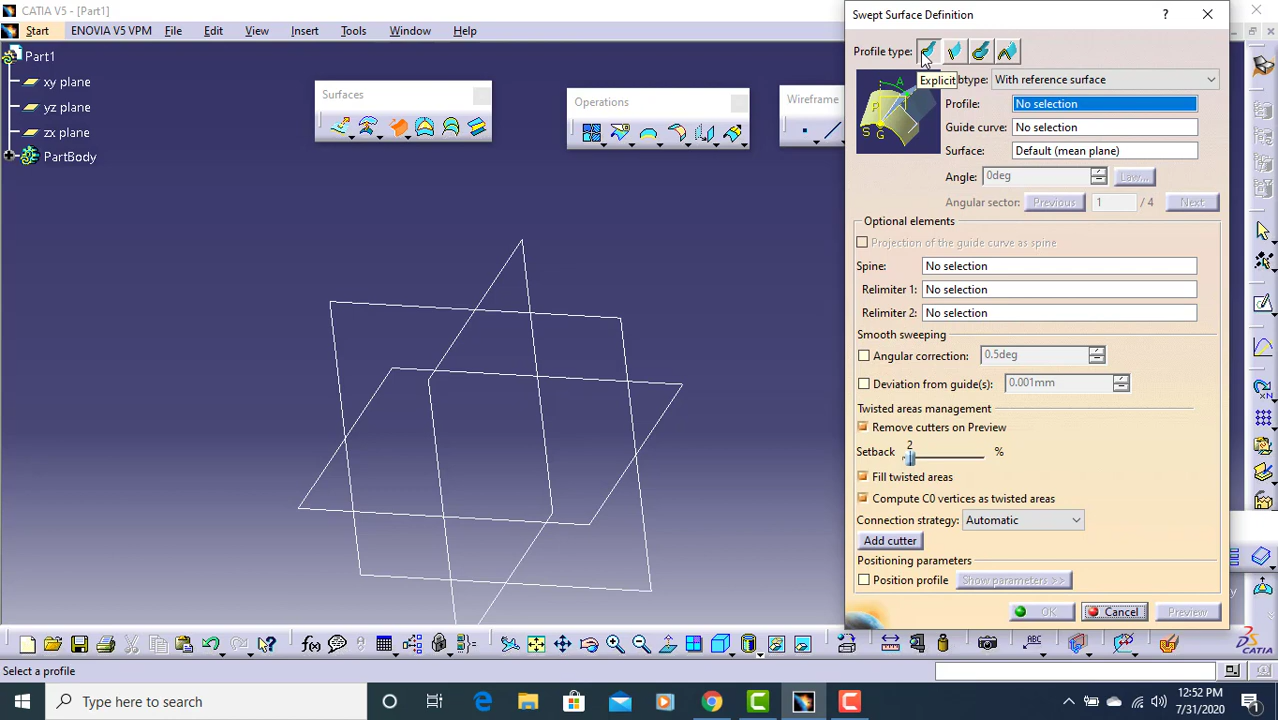 CATIA V5 - [Part1]
Start
ENOVIA V5 VPM
File
Edit
View
Insert
Tools
Window
Help
Part1
xy plane
yz plane
zx plane
PartBody
Surfaces
Operations
Wireframe
Swept Surface Definition
?
Profile type:
Explicit
btype:
With reference surface
Profile:
No selection
Guide curve:
No selection
Surface:
Default (mean plane)
Angle:
0deg
Law...
Angular sector:
Previous
1
/ 4
Next
Optional elements
Projection of the guide curve as spine
Spine:
No selection
Relimiter 1:
No selection
Relimiter 2:
No selection
Smooth sweeping
Angular correction:
0.5deg
Deviation from guide(s):
0.001mm
Twisted areas management
Remove cutters on Preview
Setback
2
%
Fill twisted areas
Compute C0 vertices as twisted areas
Connection strategy:
Automatic
Add cutter
Positioning parameters
Position profile
Show parameters >>
OK
Cancel
Preview
A
P
S
G
Select a profile
f(x)
ABC
CATIA
Type here to search
12:52 PM
7/31/2020